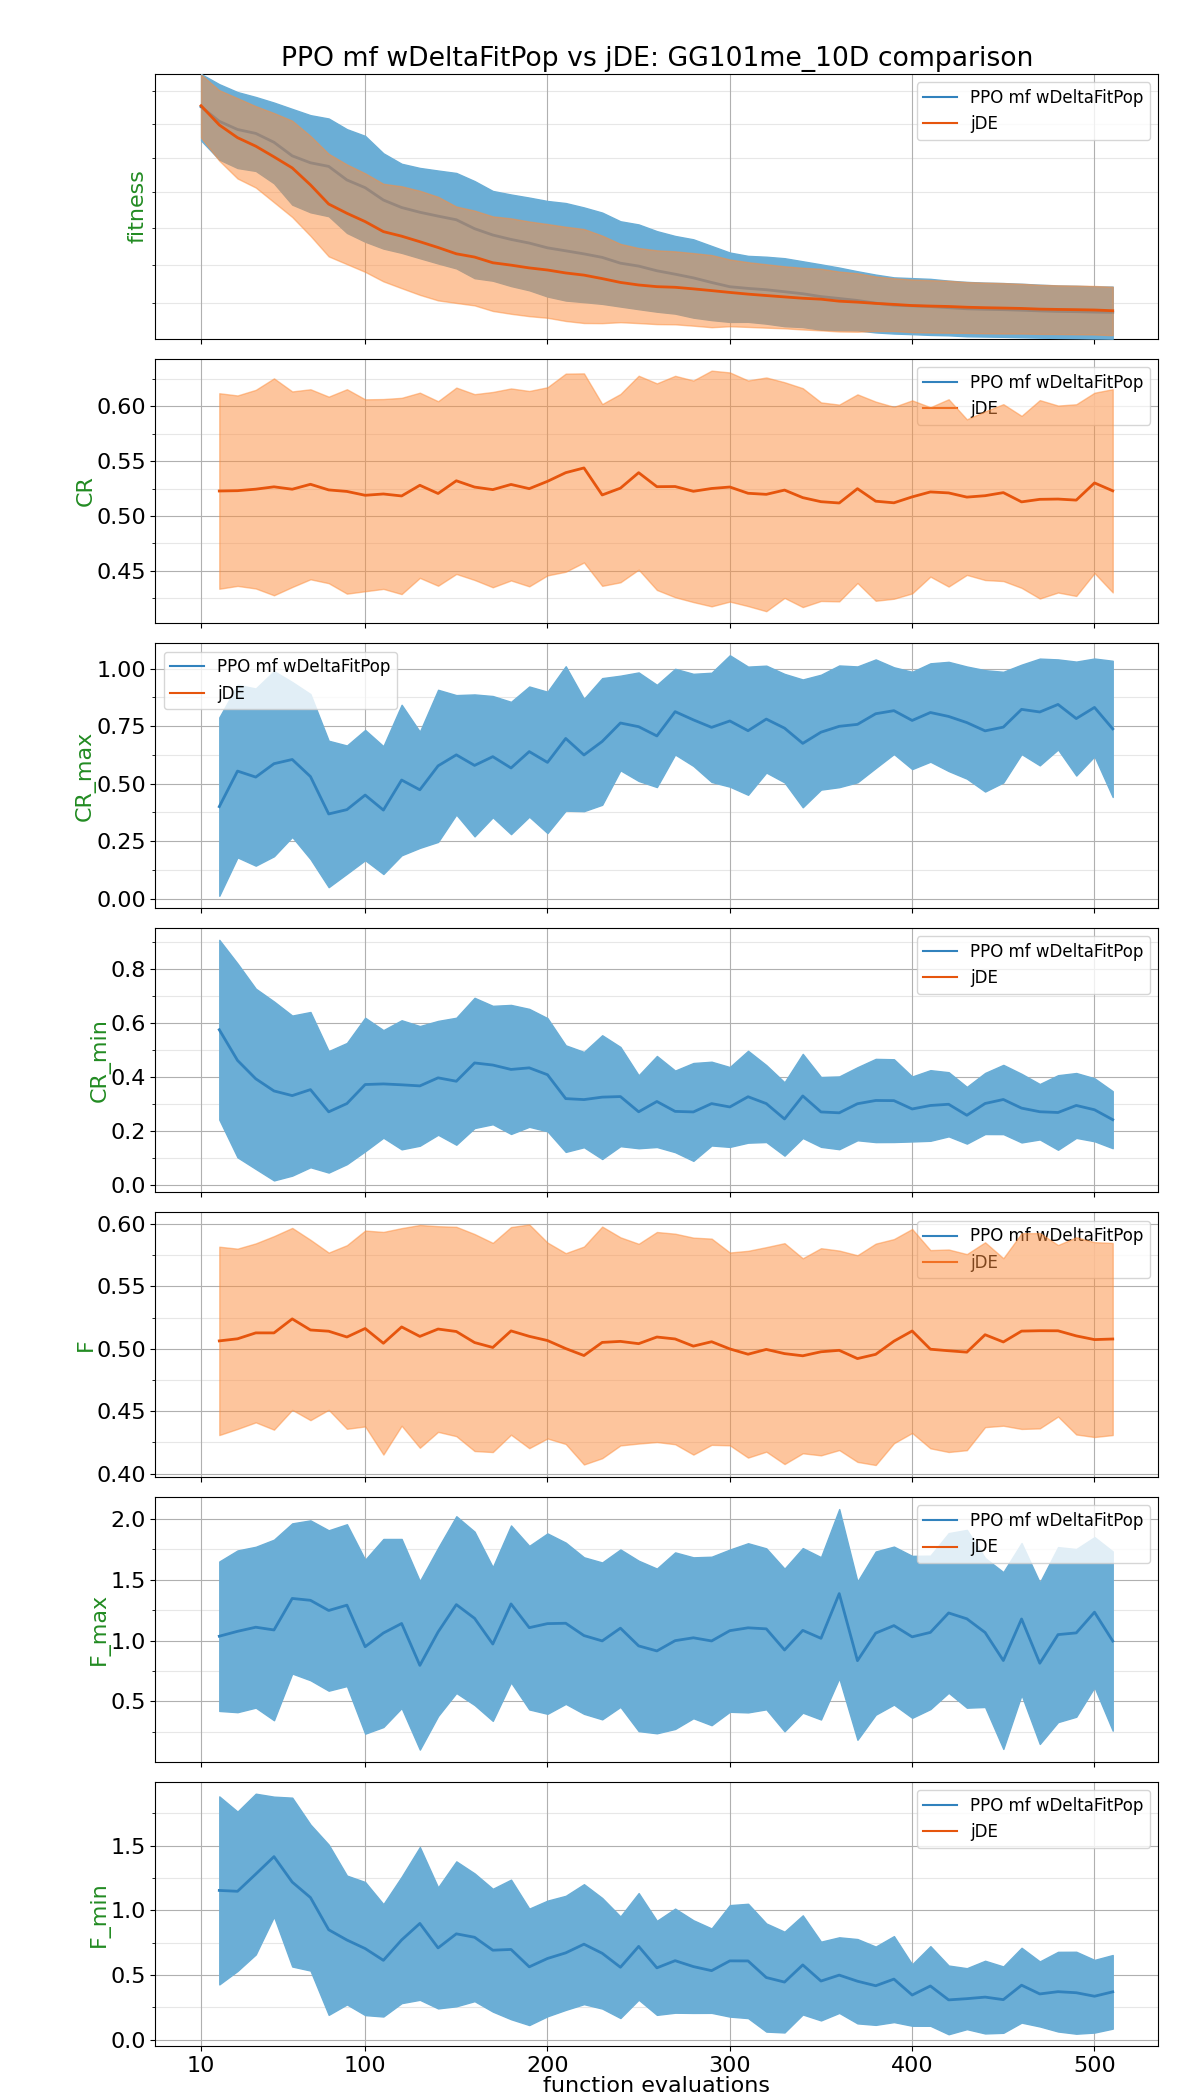 PPO mf wDeltaFitPop vs jDE: GG101me_10D comparison
fitness
PPO mf wDeltaFitPop
jDE
CR
0.60
0.55
0.50
0.45
PPO mf wDeltaFitPop
jDE
CR_max
1.00
0.75
0.50
0.25
0.00
PPO mf wDeltaFitPop
jDE
CR_min
0.8
0.6
0.4
0.2
0.0
PPO mf wDeltaFitPop
jDE
F
0.60
0.55
0.50
0.45
0.40
PPO mf wDeltaFitPop
jDE
F_max
2.0
1.5
1.0
0.5
PPO mf wDeltaFitPop
jDE
F_min
1.5
1.0
0.5
0.0
PPO mf wDeltaFitPop
jDE
10 100 200 300 400 500
function evaluations